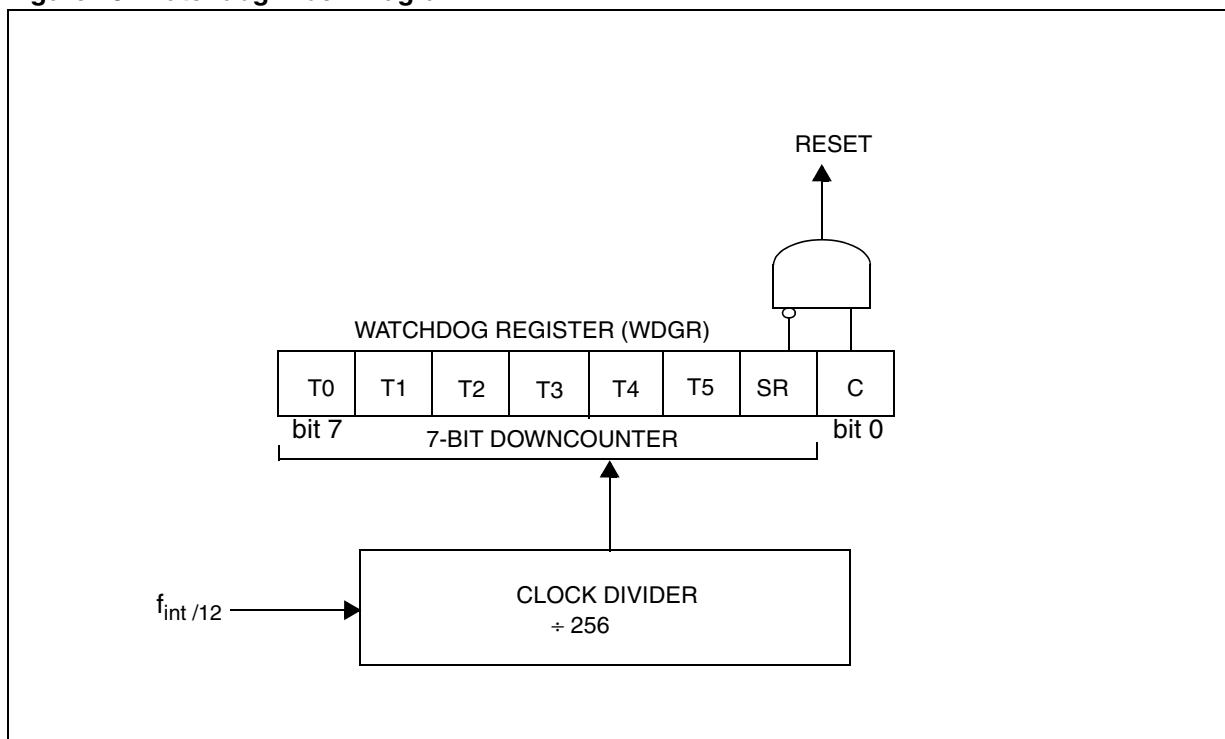 RESET
WATCHDOG REGISTER (WDGR)
T0 T1 T2 T3 T4 T5 SR C
bit 7 7-BIT DOWNCOUNTER bit 0
fint /12
CLOCK DIVIDER
÷ 256